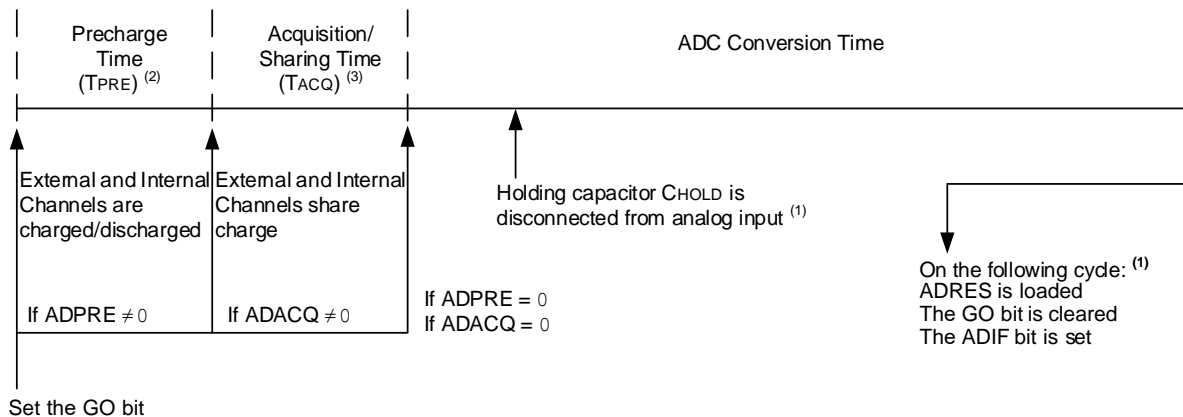 Precharge
Time
(TPRE) (2)
Acquisition/
Sharing Time
(TACQ) (3)
ADC Conversion Time
External and Internal
Channels are
charged/discharged
External and Internal
Channels share
charge
Holding capacitor CHOLD is
disconnected from analog input (1)
If ADPRE ≠ 0
If ADACQ ≠ 0
If ADPRE = 0
If ADACQ = 0
On the following cycle: (1)
ADRES is loaded
The GO bit is cleared
The ADIF bit is set
Set the GO bit